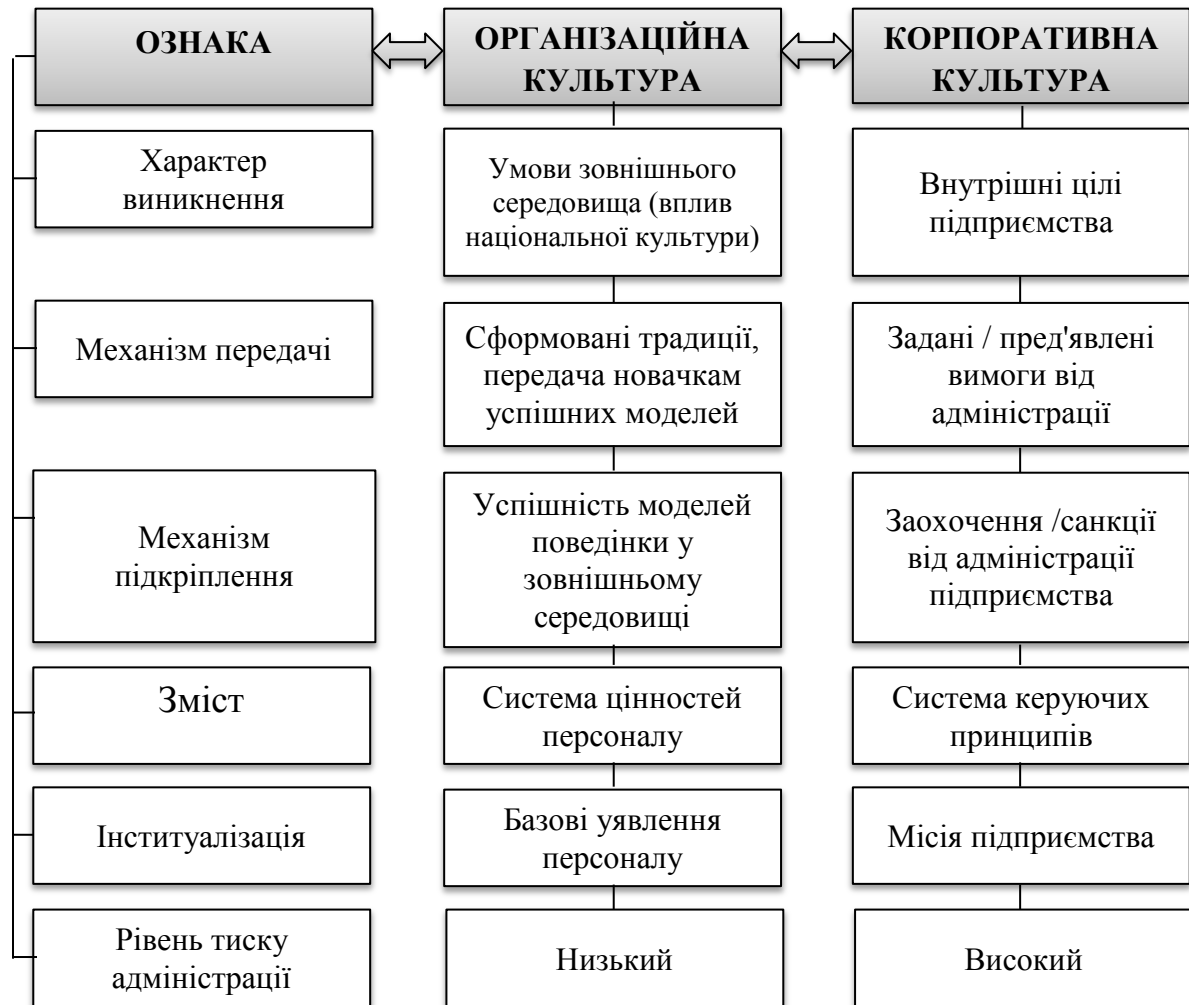 ОЗНАКА
ОРГАНІЗАЦІЙНА
КУЛЬТУРА
КОРПОРАТИВНА
КУЛЬТУРА
Характер
виникнення
Умови зовнішнього
середовища (вплив
національної культури)
Внутрішні цілі
підприємства
Механізм передачі
Сформовані традиції,
передача новачкам
успішних моделей
Задані / пред'явлені
вимоги від
адміністрації
Механізм
підкріплення
Успішність моделей
поведінки у
зовнішньому
середовищі
Заохочення /санкції
від адміністрації
підприємства
Зміст
Система цінностей
персоналу
Система керуючих
принципів
Інституалізація
Базові уявлення
персоналу
Місія підприємства
Рівень тиску
адміністрації
Низький
Високий